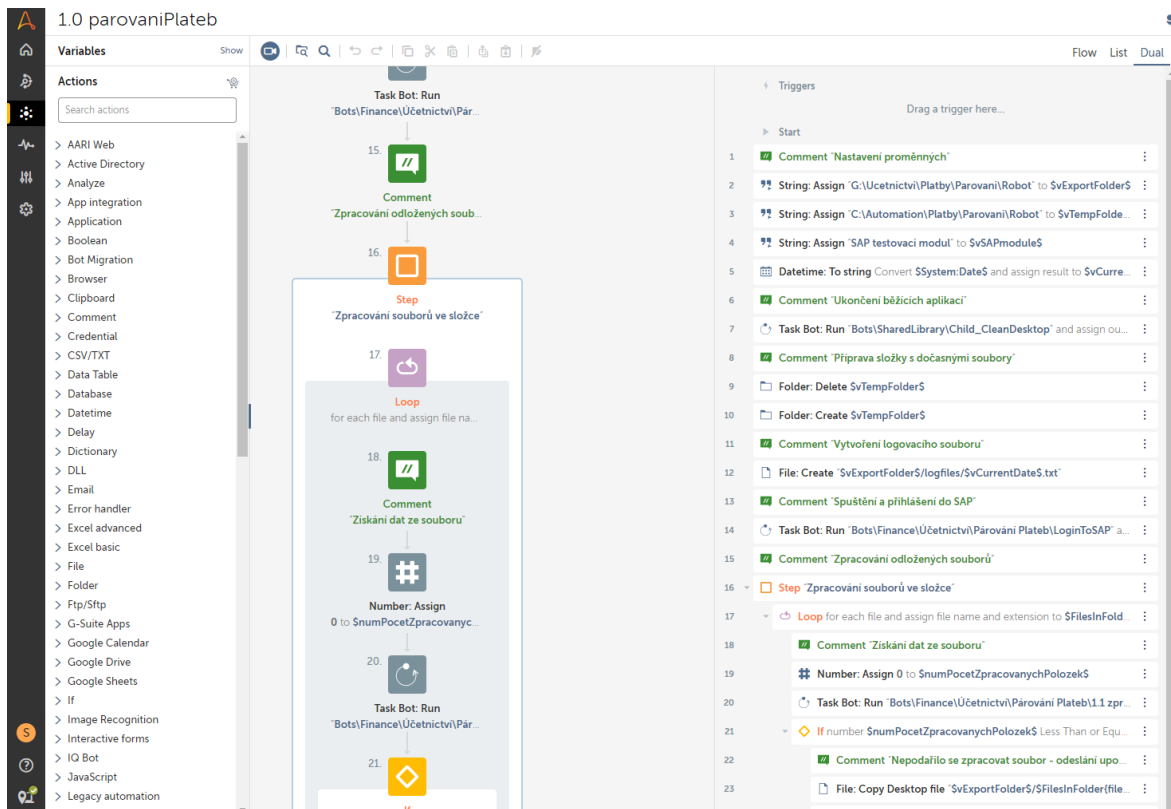 1.0 parovaniPlateb
Variables
Show
Actions
Search actions
AARI Web
Active Directory
Analyze
App integration
Application
Boolean
Bot Migration
Browser
Clipboard
Comment
Credential
CSV/TXT
Data Table
Database
Datetime
Delay
Dictionary
DLL
Email
Error handler
Excel advanced
Excel basic
File
Folder
Ftp/Sftp
G-Suite Apps
Google Calendar
Google Drive
Google Sheets
If
Image Recognition
Interactive forms
IQ Bot
JavaScript
Legacy automation
S
Flow List Dual
Task Bot: Run
"Bots\Finance\Účetnictví\Pár...
15.
Comment
"Zpracování odložených soub...
16.
Step
"Zpracování souborů ve složce"
17.
Loop
for each file and assign file na...
18.
Comment
"Získání dat ze souboru"
19.
Number: Assign
0 to $numPocetZpracovanyc...
20.
Task Bot: Run
"Bots\Finance\Účetnictví\Pár...
21.
If
Triggers
Drag a trigger here...
Start
1 Comment "Nastavení proměnných"
2 String: Assign "G:\Ucetnictvi\Platby\Parovani\Robot" to $vExportFolder$
3 String: Assign "C:\Automation\Platby\Parovani\Robot" to $vTempFolde...
4 String: Assign "SAP testovací modul" to $vSAPmodule$
5 Datetime: To string Convert $System:Date$ and assign result to $vCurre...
6 Comment "Ukončení běžících aplikací"
7 Task Bot: Run "Bots\SharedLibrary\Child_CleanDesktop" and assign ou...
8 Comment "Příprava složky s dočasnými soubory"
9 Folder: Delete $vTempFolder$
10 Folder: Create $vTempFolder$
11 Comment "Vytvoření logovacího souboru"
12 File: Create "$vExportFolder$/logfiles/$vCurrentDate$.txt"
13 Comment "Spuštění a přihlášení do SAP"
14 Task Bot: Run "Bots\Finance\Účetnictví\Párování Plateb\LoginToSAP" a...
15 Comment "Zpracování odložených souborů"
16 Step "Zpracování souborů ve složce"
17 Loop for each file and assign file name and extension to $FilesInFold...
18 Comment "Získání dat ze souboru"
19 Number: Assign 0 to $numPocetZpracovanychPolozek$
20 Task Bot: Run "Bots\Finance\Účetnictví\Párování Plateb\1.1 zpr...
21 If number $numPocetZpracovanychPolozek$ Less Than or Equ...
22 Comment "Nepodařilo se zpracovat soubor - odeslání upo...
23 File: Copy Desktop file "$vExportFolder$/$FilesInFolder{file...